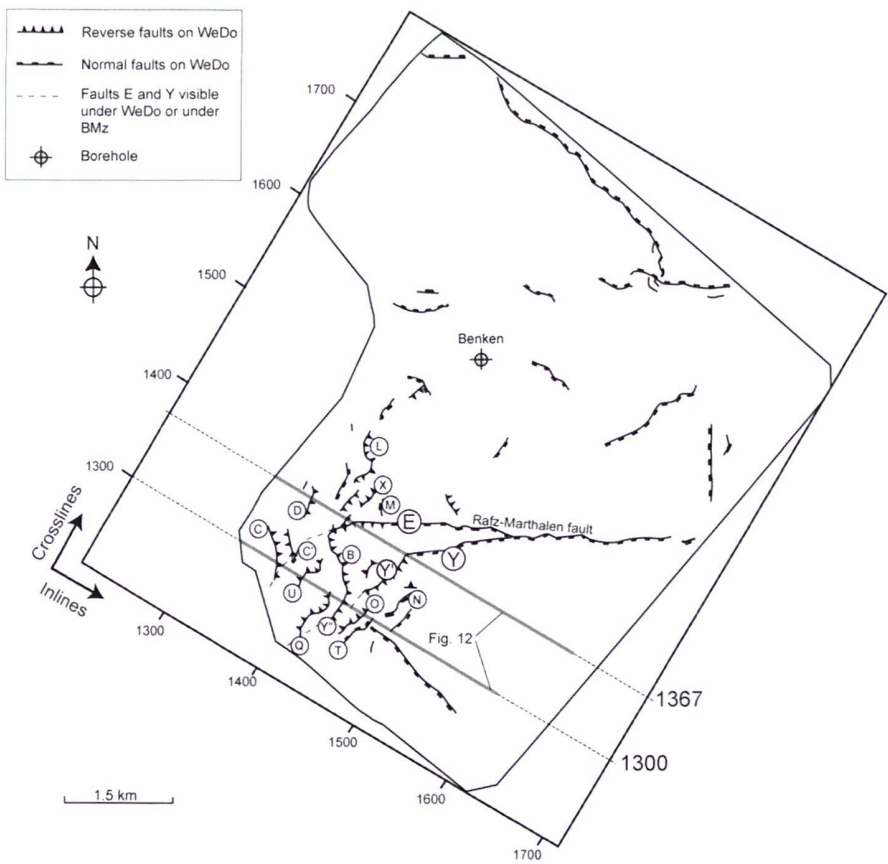 Reverse faults on WeDo
Normal faults on WeDo
Faults E and Y visible
under WeDo or under
BMz
Borehole
N
1700
1600
1500
1400
1300
Benken
L
X
M
D
E
Rafz-Marthalen fault
C
C'
B
Y
Y'
U
O
N
Q
Y"
T
Fig. 12
Crosslines
Inlines
1300
1400
1500
1600
1700
1367
1300
1.5 km